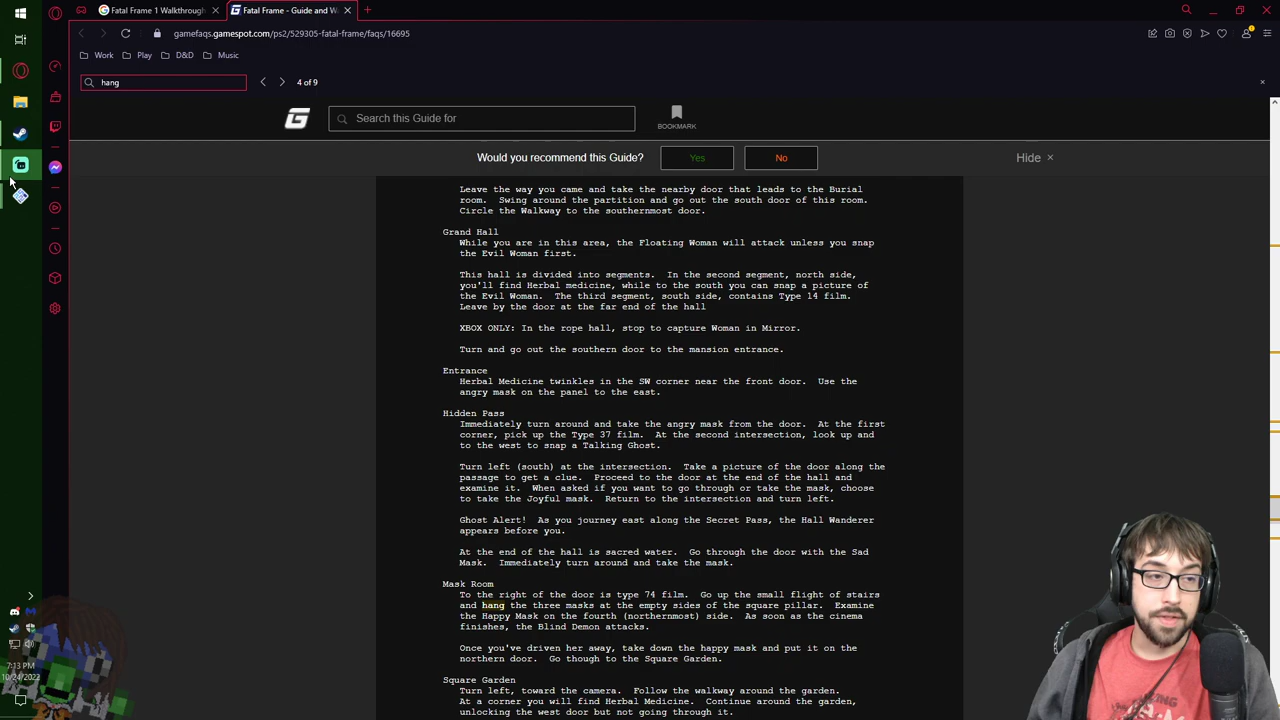 Fatal Frame 1 Walkthrough
Fatal Frame - Guide and W
gamefaqs.gamespot.com/ps2/529305-fatal-frame/faqs/16695
Work
Play
D&D
Music
hang
4 of 9
Search this Guide for
BOOKMARK
Would you recommend this Guide?
Yes
No
Hide
Leave the way you came and take the nearby door that leads to the Burial
room. Swing around the partition and go out the south door of this room.
Circle the Walkway to the southernmost door.
Grand Hall
While you are in this area, the Floating Woman will attack unless you snap
the Evil Woman first.
This hall is divided into segments. In the second segment, north side,
you'll find Herbal medicine, while to the south you can snap a picture of
the Evil Woman. The third segment, south side, contains Type 14 film.
Leave by the door at the far end of the hall
XBOX ONLY: In the rope hall, stop to capture Woman in Mirror.
Turn and go out the southern door to the mansion entrance.
Entrance
Herbal Medicine twinkles in the SW corner near the front door. Use the
angry mask on the panel to the east.
Hidden Pass
Immediately turn around and take the angry mask from the door. At the first
corner, pick up the Type 37 film. At the second intersection, look up and
to the west to snap a Talking Ghost.
Turn left (south) at the intersection. Take a picture of the door along the
passage to get a clue. Proceed to the door at the end of the hall and
examine it. When asked if you want to go through or take the mask, choose
to take the Joyful mask. Return to the intersection and turn left.
Ghost Alert! As you journey east along the Secret Pass, the Hall Wanderer
appears before you.
At the end of the hall is sacred water. Go through the door with the Sad
Mask. Immediately turn around and take the mask.
Mask Room
To the right of the door is type 74 film. Go up the small flight of stairs
and hang the three masks at the empty sides of the square pillar. Examine
the Happy Mask on the fourth (northernmost) side. As soon as the cinema
finishes, the Blind Demon attacks.
Once you've driven her away, take down the happy mask and put it on the
northern door. Go though to the Square Garden.
Square Garden
Turn left, toward the camera. Follow the walkway around the garden.
At a corner you will find Herbal Medicine. Continue around the garden,
unlocking the west door but not going through it.
7:13 PM
10/24/2022